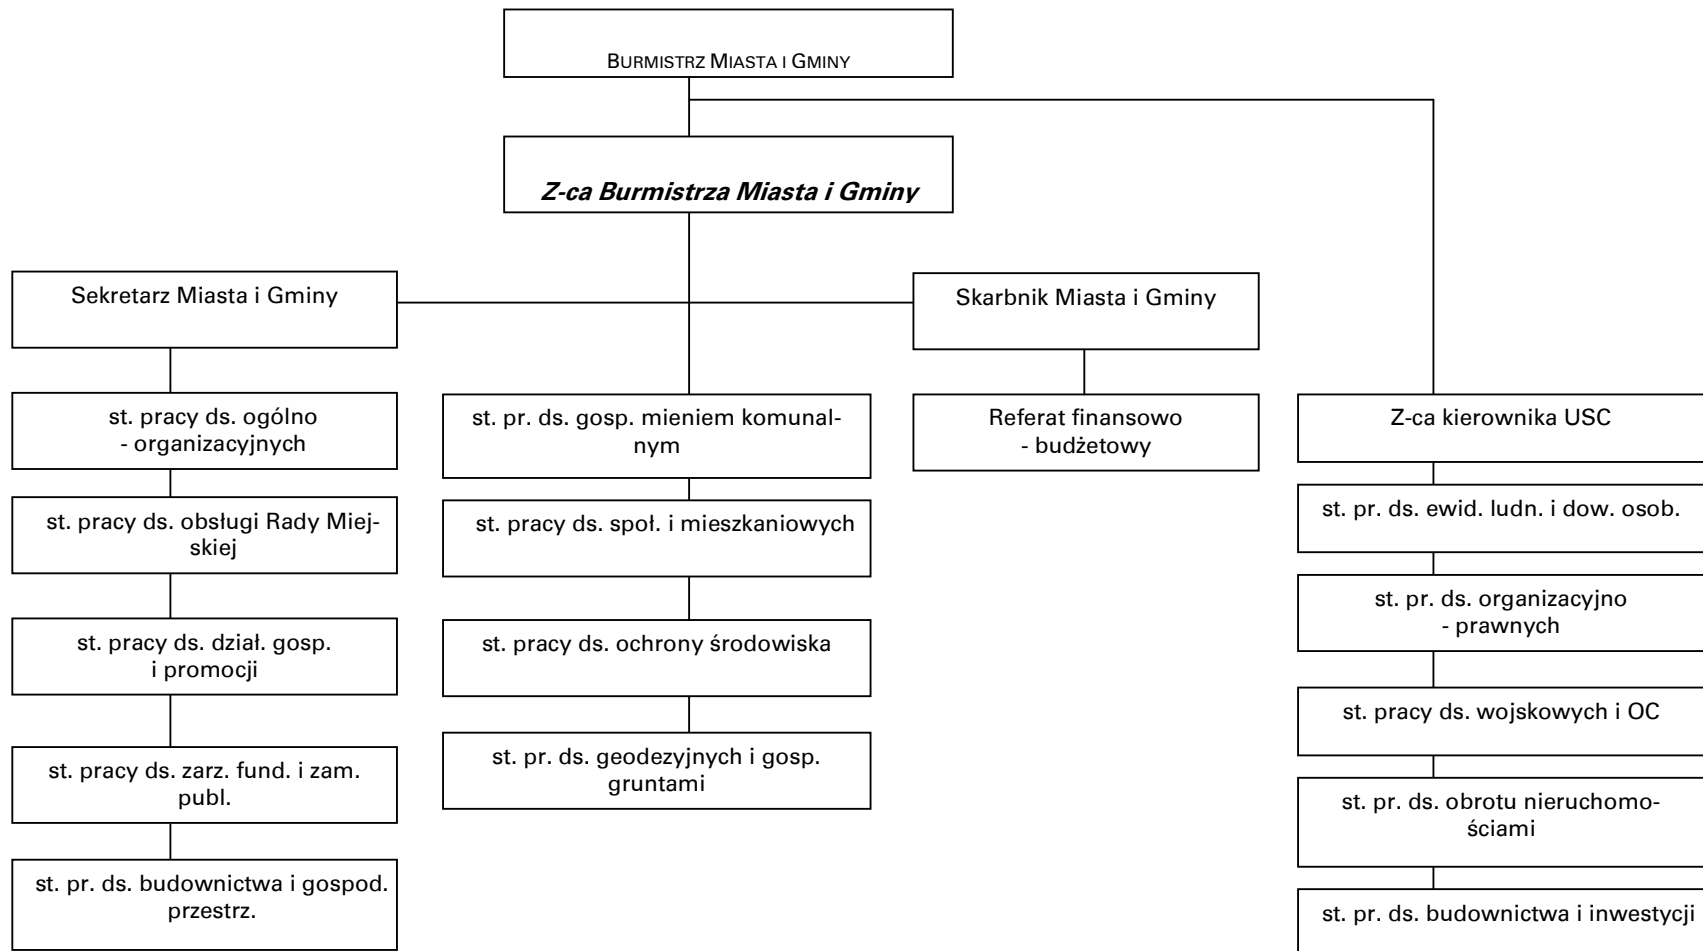 BURMISTRZ MIASTA I GMINY
Z-ca Burmistrza Miasta i Gminy
Sekretarz Miasta i Gminy
Skarbnik Miasta i Gminy
st. pracy ds. ogólno
- organizacyjnych
st. pracy ds. obsługi Rady Miej-
skiej
st. pracy ds. dział. gosp.
i promocji
st. pracy ds. zarz. fund. i zam.
publ.
st. pr. ds. budownictwa i gospod.
przestrz.
st. pr. ds. gosp. mieniem komunal-
nym
st. pracy ds. społ. i mieszkaniowych
st. pracy ds. ochrony środowiska
st. pr. ds. geodezyjnych i gosp.
gruntami
Referat finansowo
- budżetowy
Z-ca kierownika USC
st. pr. ds. ewid. ludn. i dow. osob.
st. pr. ds. organizacyjno
- prawnych
st. pracy ds. wojskowych i OC
st. pr. ds. obrotu nieruchomo-
ściami
st. pr. ds. budownictwa i inwestycji